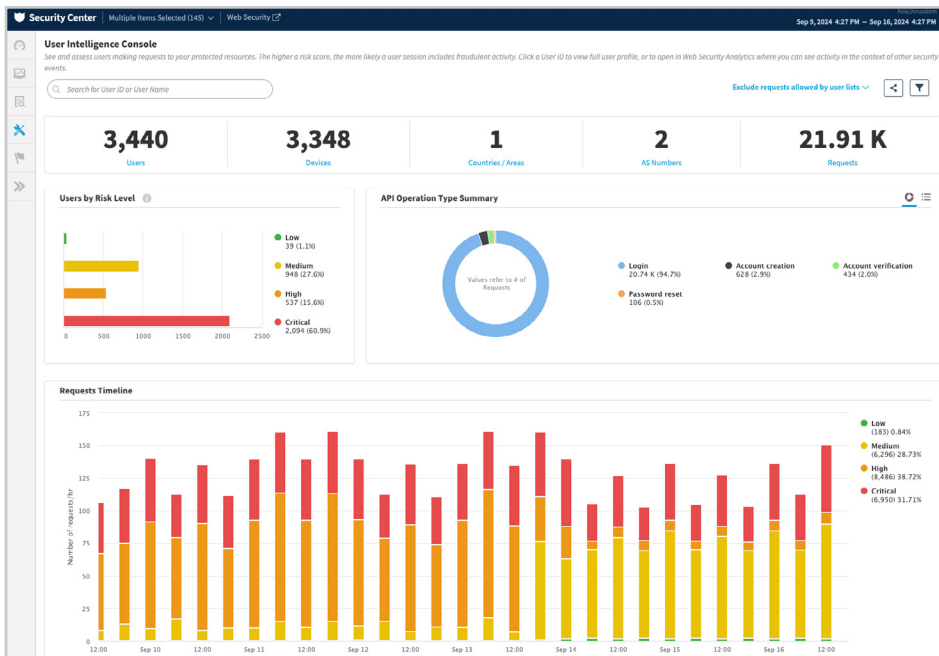 Asia/Jerusalem
Security Center Multiple Items Selected (145) Web Security Sep 9, 2024 4:27 PM — Sep 16, 2024 4:27 PM
User Intelligence Console
See and assess users making requests to your protected resources. The higher a risk score, the more likely a user session includes fraudulent activity. Click a User ID to view full user profile, or to open in Web Security Analytics where you can see activity in the context of other security
events.
Search for User ID or User Name
Exclude requests allowed by user lists
3,440 3,348 1 2 21.91 K
Users Devices Countries / Areas AS Numbers Requests
Users by Risk Level
Low
39 (1.1%)
Medium
948 (27.6%)
High
537 (15.6%)
Critical
2,094 (60.9%)
0 500 1000 1500 2000 2500
API Operation Type Summary
Values refer to # of
Requests
Login
20.74 K (94.7%)
Account creation
628 (2.9%)
Account verification
434 (2.0%)
Password reset
106 (0.5%)
Requests Timeline
Number of requests/hr
175
150
125
100
75
50
25
0
12:00 Sep 10 12:00 Sep 11 12:00 Sep 12 12:00 Sep 13 12:00 Sep 14 12:00 Sep 15 12:00 Sep 16 12:00
Low
(183) 0.84%
Medium
(6,296) 28.73%
High
(8,486) 38.72%
Critical
(6,950) 31.71%